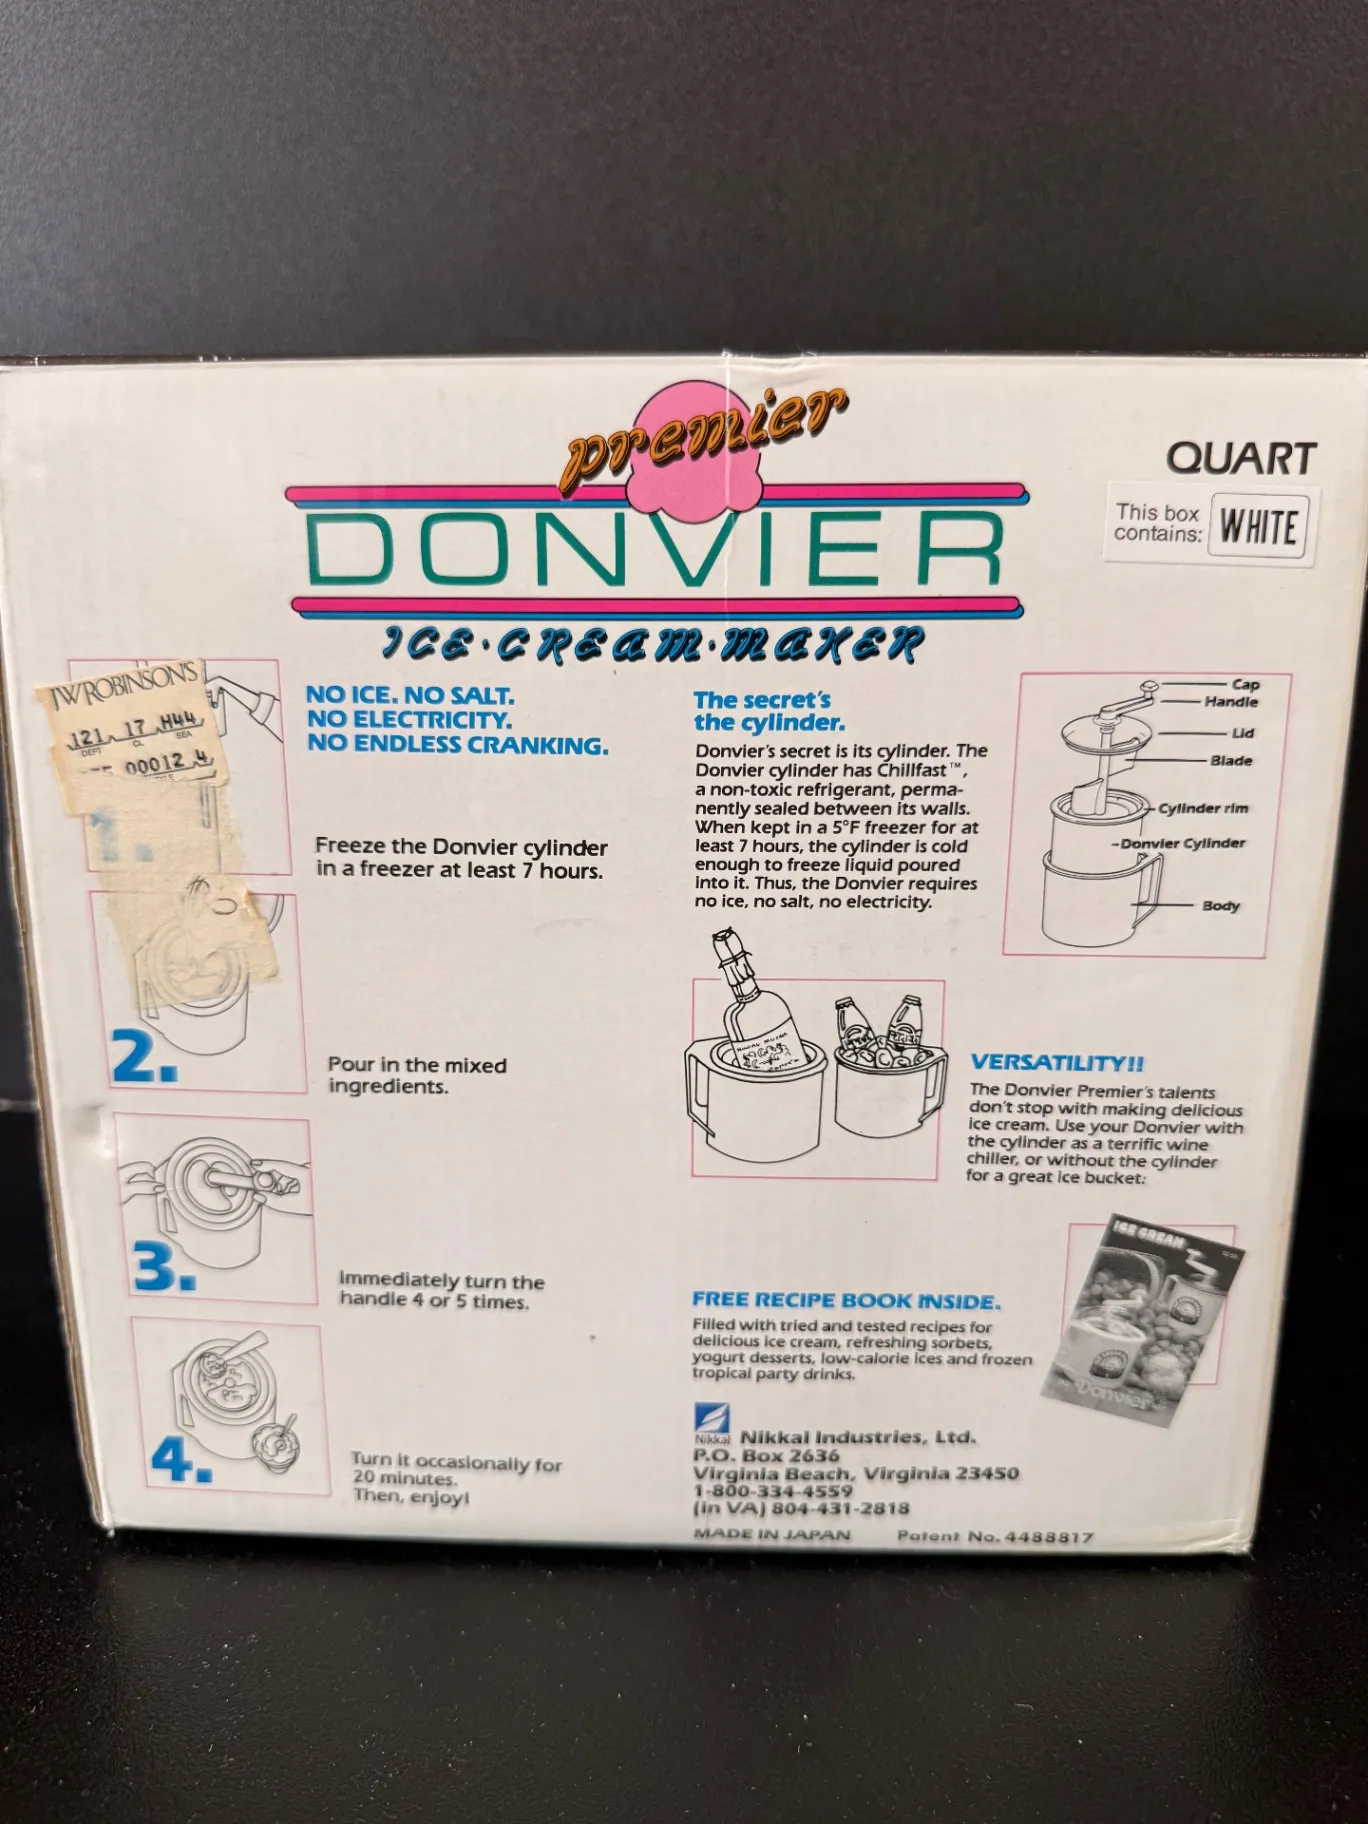 premier
DONVIER
ICE·CREAM·MAKER
QUART
This box
contains: WHITE
JW ROBINSON'S
121 17 H44
DEPT CL SEA
00012 4
NO ICE. NO SALT.
NO ELECTRICITY.
NO ENDLESS CRANKING.
1.
Freeze the Donvier cylinder
in a freezer at least 7 hours.
2.
Pour in the mixed
ingredients.
3.
Immediately turn the
handle 4 or 5 times.
4.
Turn it occasionally for
20 minutes.
Then, enjoy!
The secret's
the cylinder.
Donvier's secret is its cylinder. The
Donvier cylinder has Chillfast™,
a non-toxic refrigerant, perma-
nently sealed between its walls.
When kept in a 5°F freezer for at
least 7 hours, the cylinder is cold
enough to freeze liquid poured
into it. Thus, the Donvier requires
no ice, no salt, no electricity.
Cap
Handle
Lid
Blade
Cylinder rim
Donvier Cylinder
Body
VERSATILITY!!
The Donvier Premier's talents
don't stop with making delicious
ice cream. Use your Donvier with
the cylinder as a terrific wine
chiller, or without the cylinder
for a great ice bucket.
FREE RECIPE BOOK INSIDE.
Filled with tried and tested recipes for
delicious ice cream, refreshing sorbets,
yogurt desserts, low-calorie ices and frozen
tropical party drinks.
ICE CREAM
Donvier
Nikkal Nikkal Industries, Ltd.
P.O. Box 2636
Virginia Beach, Virginia 23450
1-800-334-4559
(in VA) 804-431-2818
MADE IN JAPAN Patent No. 4488817